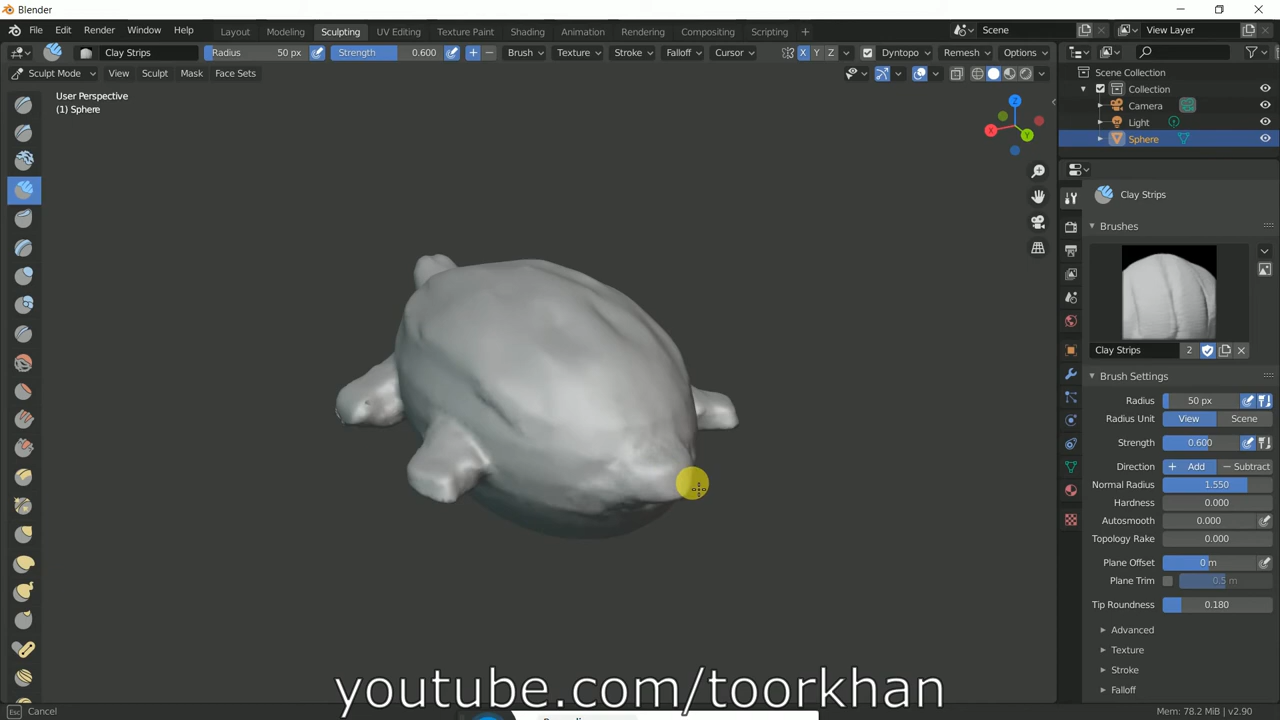 Blender
File Edit Render Window Help Layout Modeling Sculpting UV Editing Texture Paint Shading Animation Rendering Compositing Scripting Scene View Layer
Clay Strips Radius 50 px Strength 0.600 Brush Texture Stroke Falloff Cursor X Y Z Dyntopo Remesh Options
Sculpt Mode View Sculpt Mask Face Sets
Scene Collection
Collection
Camera
Light
Sphere
User Perspective
(1) Sphere
Z
X
Y
Clay Strips
Brushes
Clay Strips 2
Brush Settings
Radius 50 px
Radius Unit View Scene
Strength 0.600
Direction + Add − Subtract
Normal Radius 1.550
Hardness 0.000
Autosmooth 0.000
Topology Rake 0.000
Plane Offset 0 m
Plane Trim 0.5 m
Tip Roundness 0.180
Advanced
Texture
Stroke
Falloff
youtube.com/toorkhan
Esc Cancel
Mem: 78.2 MiB | v2.90